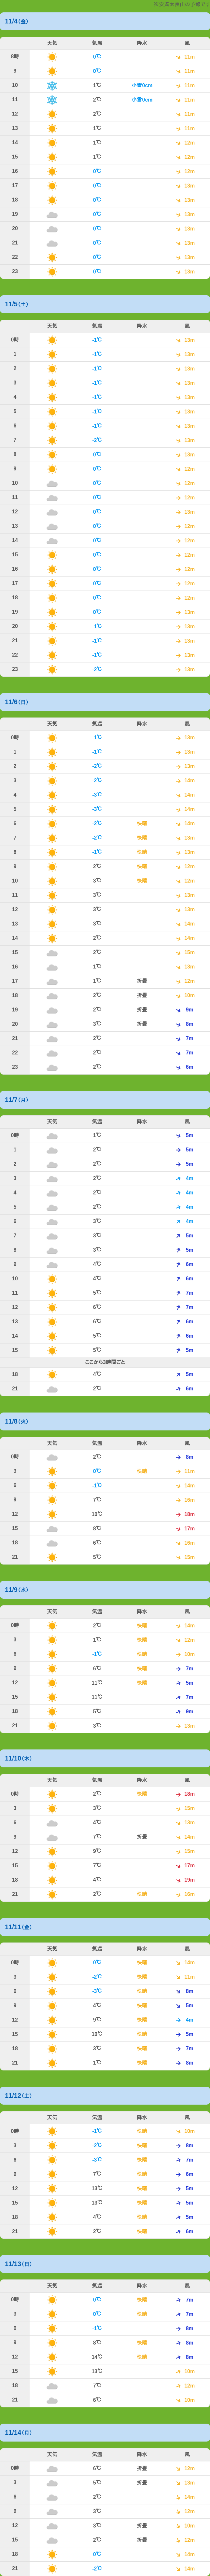 ※安達太良山の予報です
11/4（金）
天気 気温 降水 風
8時 0℃ 11m
9 0℃ 11m
10 1℃ 小雪0cm 11m
11 2℃ 小雪0cm 11m
12 2℃ 11m
13 1℃ 11m
14 1℃ 12m
15 1℃ 12m
16 0℃ 12m
17 0℃ 13m
18 0℃ 13m
19 0℃ 13m
20 0℃ 13m
21 0℃ 13m
22 0℃ 13m
23 0℃ 13m
11/5（土）
天気 気温 降水 風
0時 -1℃ 13m
1 -1℃ 13m
2 -1℃ 13m
3 -1℃ 13m
4 -1℃ 13m
5 -1℃ 13m
6 -1℃ 13m
7 -2℃ 13m
8 0℃ 13m
9 0℃ 12m
10 0℃ 12m
11 0℃ 12m
12 0℃ 13m
13 0℃ 12m
14 0℃ 12m
15 0℃ 12m
16 0℃ 12m
17 0℃ 12m
18 0℃ 12m
19 0℃ 13m
20 -1℃ 13m
21 -1℃ 13m
22 -1℃ 13m
23 -2℃ 13m
11/6（日）
天気 気温 降水 風
0時 -1℃ 13m
1 -1℃ 13m
2 -2℃ 13m
3 -2℃ 14m
4 -3℃ 14m
5 -3℃ 14m
6 -2℃ 快晴 14m
7 -2℃ 快晴 13m
8 -1℃ 快晴 13m
9 2℃ 快晴 12m
10 3℃ 快晴 12m
11 3℃ 13m
12 3℃ 13m
13 3℃ 14m
14 2℃ 14m
15 2℃ 15m
16 1℃ 13m
17 1℃ 折曇 12m
18 2℃ 折曇 10m
19 2℃ 折曇 9m
20 3℃ 折曇 8m
21 2℃ 7m
22 2℃ 7m
23 2℃ 6m
11/7（月）
天気 気温 降水 風
0時 1℃ 5m
1 2℃ 5m
2 2℃ 5m
3 2℃ 4m
4 2℃ 4m
5 2℃ 4m
6 3℃ 4m
7 3℃ 5m
8 3℃ 5m
9 4℃ 6m
10 4℃ 6m
11 5℃ 7m
12 6℃ 7m
13 6℃ 6m
14 5℃ 6m
15 5℃ 5m
ここから3時間ごと
18 4℃ 5m
21 2℃ 6m
11/8（火）
天気 気温 降水 風
0時 2℃ 8m
3 0℃ 快晴 11m
6 -1℃ 14m
9 7℃ 16m
12 10℃ 18m
15 8℃ 17m
18 6℃ 16m
21 5℃ 15m
11/9（水）
天気 気温 降水 風
0時 2℃ 快晴 14m
3 1℃ 快晴 12m
6 -1℃ 快晴 10m
9 6℃ 快晴 7m
12 11℃ 快晴 5m
15 11℃ 7m
18 5℃ 9m
21 3℃ 13m
11/10（木）
天気 気温 降水 風
0時 2℃ 快晴 18m
3 3℃ 15m
6 4℃ 13m
9 7℃ 折曇 14m
12 9℃ 15m
15 7℃ 17m
18 4℃ 19m
21 2℃ 快晴 16m
11/11（金）
天気 気温 降水 風
0時 0℃ 快晴 14m
3 -2℃ 快晴 11m
6 -3℃ 快晴 8m
9 4℃ 快晴 5m
12 9℃ 快晴 4m
15 10℃ 快晴 5m
18 3℃ 快晴 7m
21 1℃ 快晴 8m
11/12（土）
天気 気温 降水 風
0時 -1℃ 快晴 10m
3 -2℃ 快晴 8m
6 -3℃ 快晴 7m
9 7℃ 快晴 6m
12 13℃ 快晴 5m
15 13℃ 快晴 5m
18 4℃ 快晴 5m
21 2℃ 快晴 6m
11/13（日）
天気 気温 降水 風
0時 0℃ 快晴 7m
3 0℃ 快晴 7m
6 -1℃ 快晴 8m
9 8℃ 快晴 8m
12 14℃ 快晴 8m
15 13℃ 10m
18 7℃ 12m
21 6℃ 10m
11/14（月）
天気 気温 降水 風
0時 6℃ 折曇 12m
3 5℃ 折曇 13m
6 2℃ 14m
9 3℃ 12m
12 3℃ 折曇 10m
15 2℃ 折曇 12m
18 0℃ 14m
21 -2℃ 14m